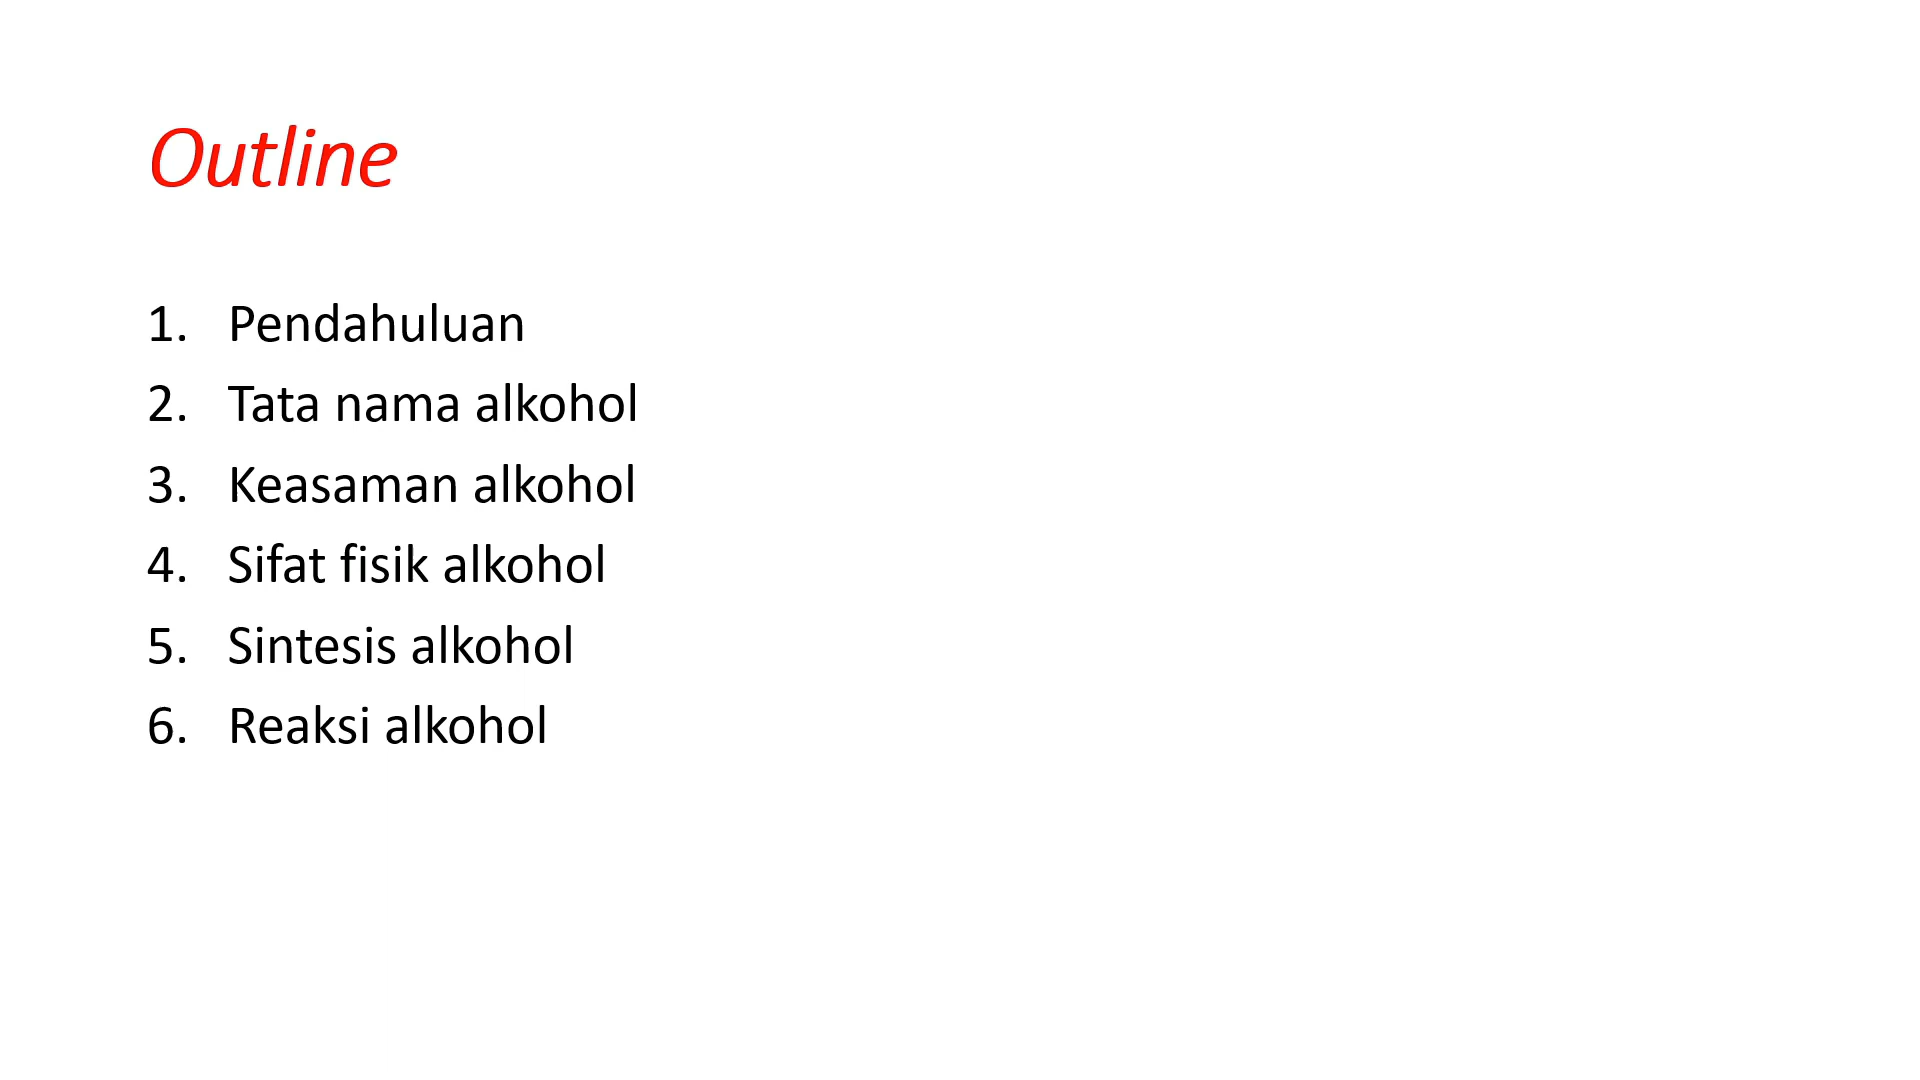 Outline
1. Pendahuluan
2. Tata nama alkohol
3. Keasaman alkohol
4. Sifat fisik alkohol
5. Sintesis alkohol
6. Reaksi alkohol